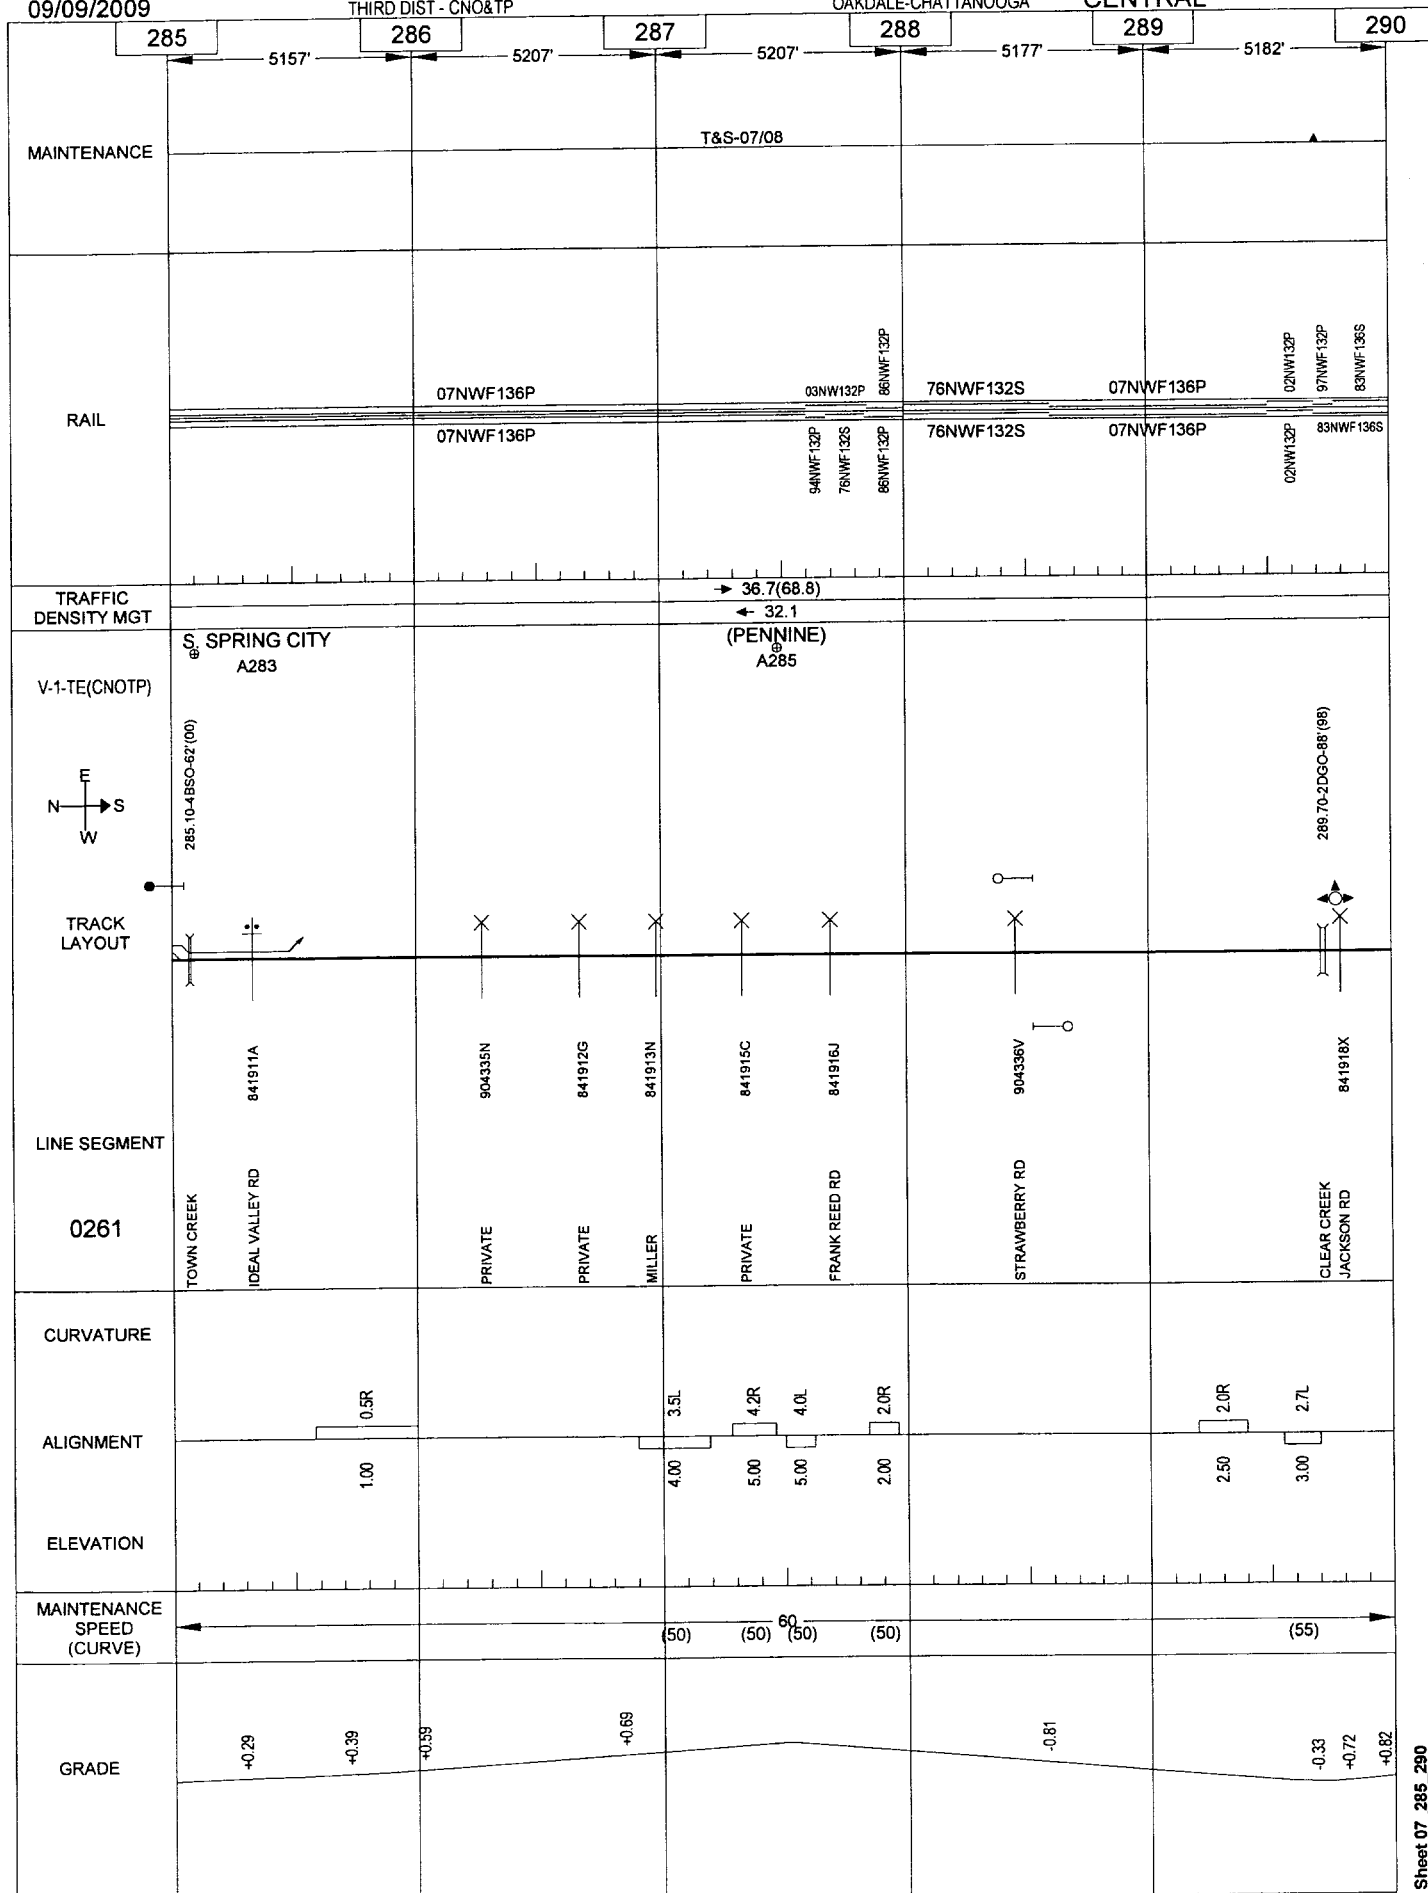 09/09/2009 THIRD DIST - CNO&TP OAKDALE-CHATTANOOGA CENTRAL
285 286 287 288 289 290
5157' 5207' 5207' 5177' 5182'
MAINTENANCE
T&S-07/08
RAIL
07NWF136P
03NW132P
86NWF132P
76NWF132S
07NWF136P
02NW132P
97NWF132P
83NWF136S
07NWF136P
94NWF132P
76NWF132S
86NWF132P
76NWF132S
07NWF136P
02NW132P
83NWF136S
TRAFFIC
DENSITY MGT
36.7(68.8)
32.1
V-1-TE(CNOTP)
S. SPRING CITY
A283
(PENNINE)
A285
E
N S
W
285.10-4BSO-62'(00)
289.70-2DGO-88'(98)
TRACK
LAYOUT
841911A
904335N
841912G
841913N
841915C
841916J
904336V
841918X
LINE SEGMENT
0261
TOWN CREEK
IDEAL VALLEY RD
PRIVATE
PRIVATE
MILLER
PRIVATE
FRANK REED RD
STRAWBERRY RD
CLEAR CREEK
JACKSON RD
CURVATURE
0.5R
3.5L
4.2R
4.0L
2.0R
2.0R
2.7L
ALIGNMENT
1.00
4.00
5.00
5.00
2.00
2.50
3.00
ELEVATION
MAINTENANCE
SPEED
(CURVE)
60
(50) (50) (50) (50) (55)
GRADE
+0.29
+0.39
+0.59
+0.69
-0.81
-0.33
+0.72
+0.82
Sheet 07 285 290